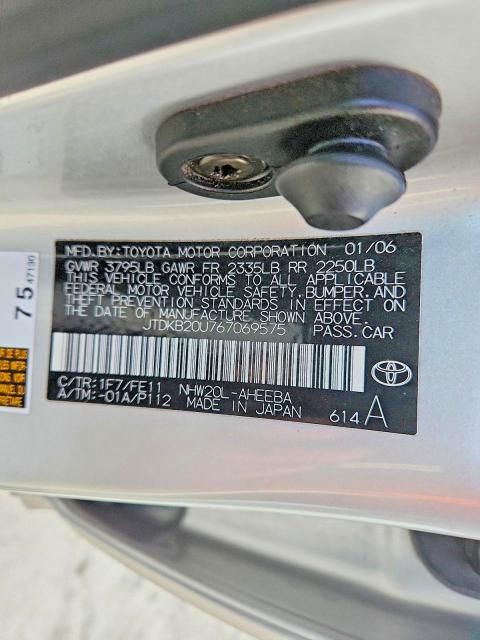 MFD.BY:TOYOTA MOTOR CORPORATION 01/06
GVWR 3795LB GAWR FR 2335LB RR 2250LB
THIS VEHICLE CONFORMS TO ALL APPLICABLE
FEDERAL MOTOR VEHICLE SAFETY,BUMPER,AND
THEFT PREVENTION STANDARDS IN EFFECT ON
THE DATE OF MANUFACTURE SHOWN ABOVE.
JTDKB20U767069575 PASS.CAR
C/TR:1F7/FE11 NHW20L-AHEEBA
A/TM:-01A/P112 MADE IN JAPAN 614 A
75 47190